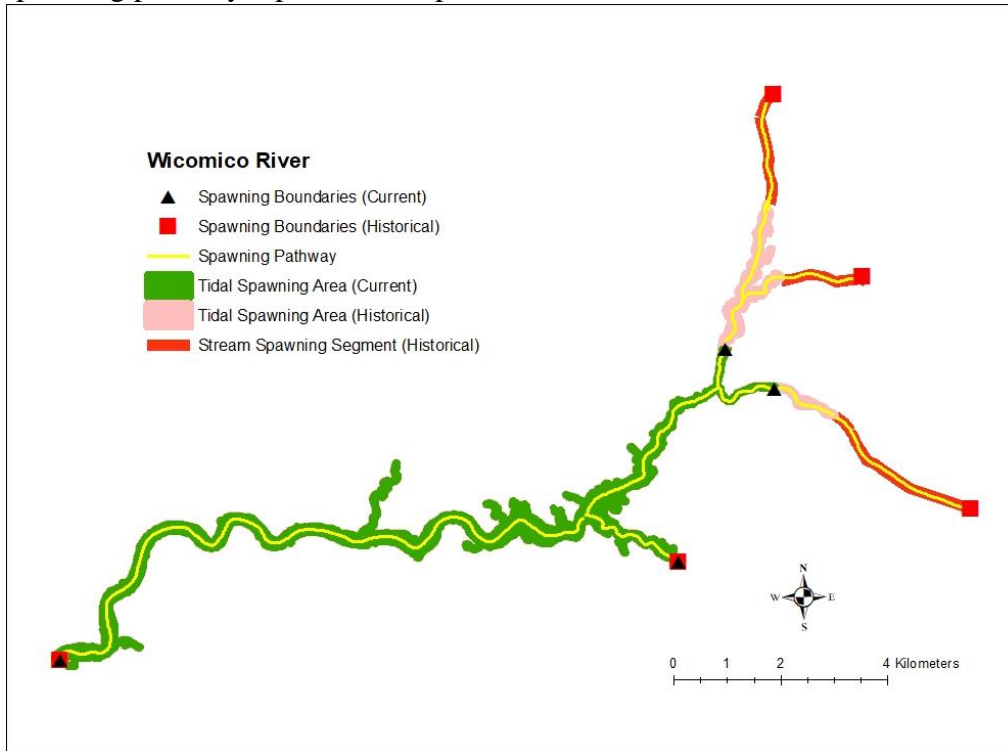 Wicomico River
Spawning Boundaries (Current)
Spawning Boundaries (Historical)
Spawning Pathway
Tidal Spawning Area (Current)
Tidal Spawning Area (Historical)
Stream Spawning Segment (Historical)
N
W E
S
0 1 2 4 Kilometers